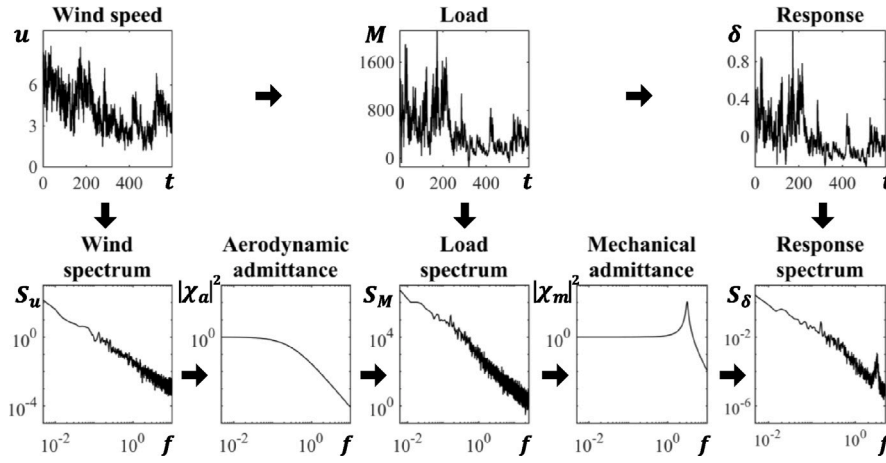 Wind speed
Load
Response
u
6
3
0
0 200 400 t
M
1600
800
0
0 200 400 t
δ
0.8
0.4
0
0 200 400 t
Wind
spectrum
Aerodynamic
admittance
Load
spectrum
Mechanical
admittance
Response
spectrum
S_u
10^0
10^-4
10^-2 10^0 f
|χ_a|^2
10^0
10^-2 10^0 f
S_M
10^4
10^0
10^-2 10^0 f
|χ_m|^2
10^0
10^-2 10^0 f
S_δ
10^-2
10^-6
10^-2 10^0 f